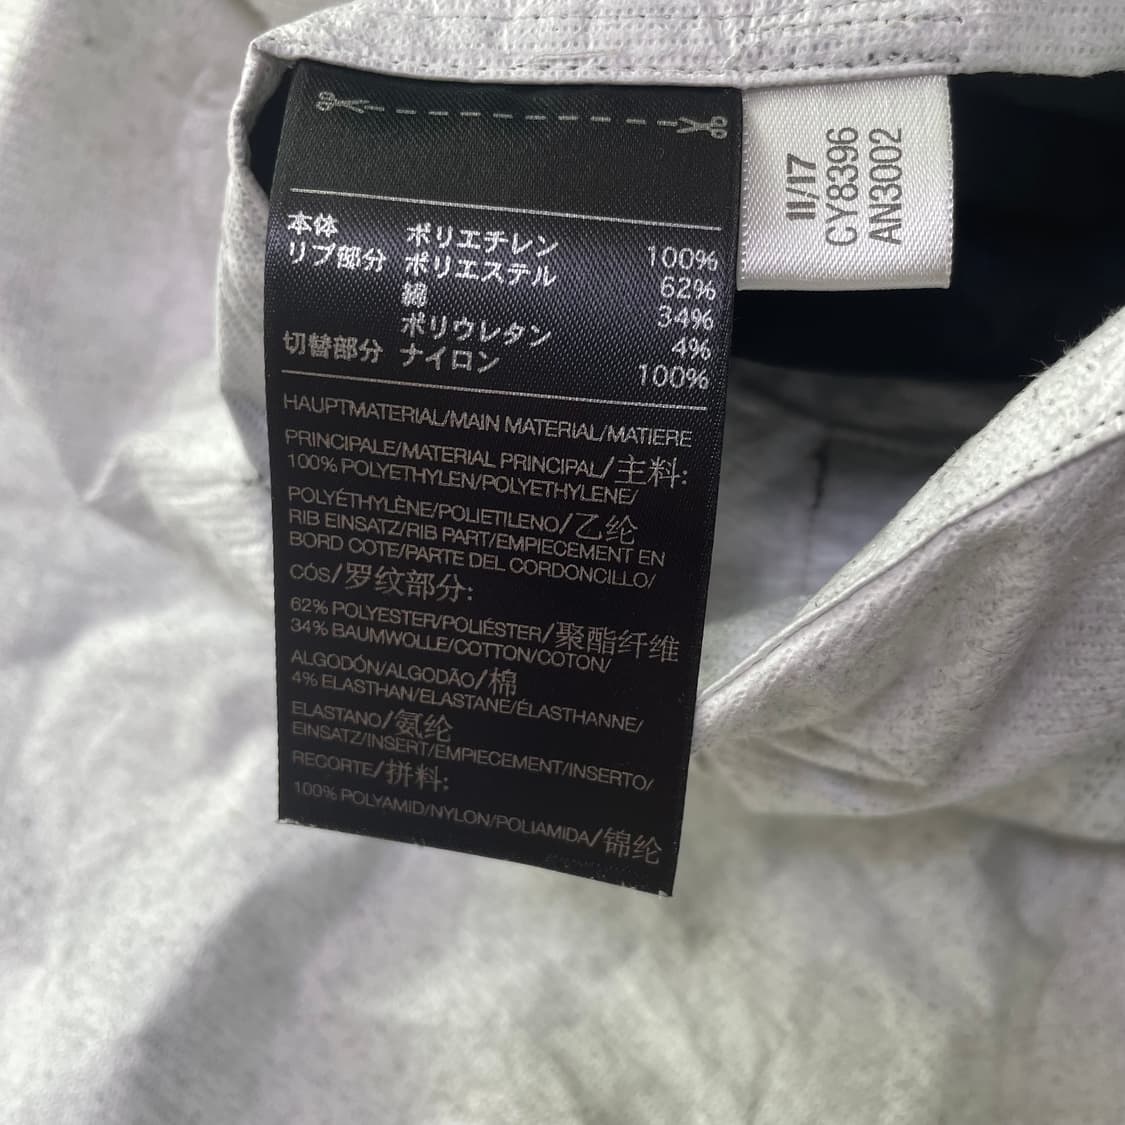 本体 ポリエチレン 100%
リブ部分 ポリエステル 62%
綿 34%
ポリウレタン 4%
切替部分 ナイロン 100%
HAUPTMATERIAL/MAIN MATERIAL/MATIERE
PRINCIPALE/MATERIAL PRINCIPAL/主料:
100% POLYETHYLEN/POLYETHYLENE/
POLYÉTHYLÈNE/POLIETILENO/乙纶
RIB EINSATZ/RIB PART/EMPIECEMENT EN
BORD COTE/PARTE DEL CORDONCILLO/
CÓS/罗纹部分:
62% POLYESTER/POLIÉSTER/聚酯纤维
34% BAUMWOLLE/COTTON/COTON/
ALGODÓN/ALGODÃO/棉
4% ELASTHAN/ELASTANE/ÉLASTHANNE/
ELASTANO/氨纶
EINSATZ/INSERT/EMPIECEMENT/INSERTO/
RECORTE/拼料:
100% POLYAMID/NYLON/POLIAMIDA/锦纶
11/17
CY8396
AN3002